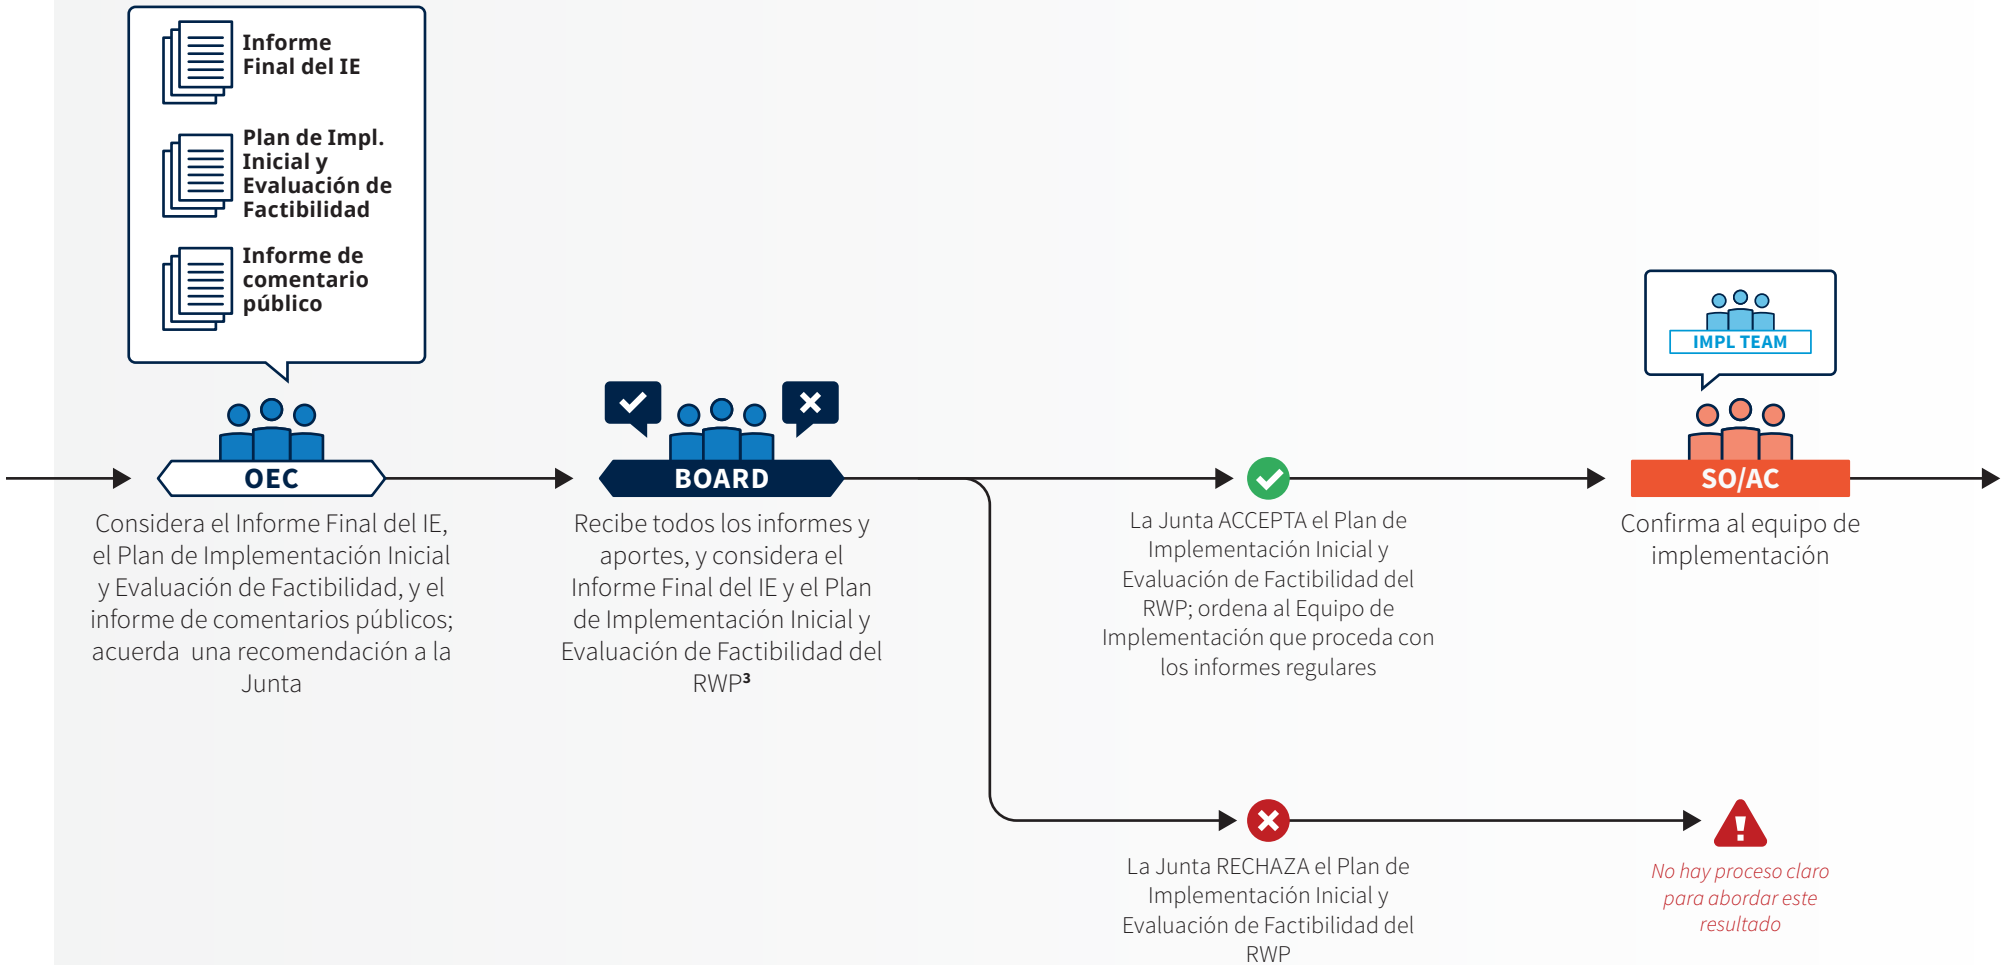 Informe
Final del IE
Plan de Impl.
Inicial y
Evaluación de
Factibilidad
Informe de
comentario
público
OEC
Considera el Informe Final del IE,
el Plan de Implementación Inicial
y Evaluación de Factibilidad, y el
informe de comentarios públicos;
acuerda una recomendación a la
Junta
BOARD
Recibe todos los informes y
aportes, y considera el
Informe Final del IE y el Plan
de Implementación Inicial y
Evaluación de Factibilidad del
RWP³
La Junta ACCEPTA el Plan de
Implementación Inicial y
Evaluación de Factibilidad del
RWP; ordena al Equipo de
Implementación que proceda con
los informes regulares
IMPL TEAM
SO/AC
Confirma al equipo de
implementación
La Junta RECHAZA el Plan de
Implementación Inicial y
Evaluación de Factibilidad del
RWP
No hay proceso claro
para abordar este
resultado